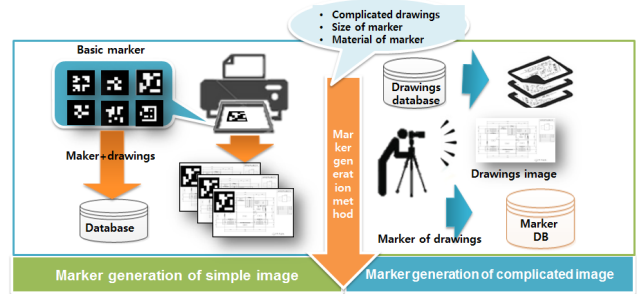 • Complicated drawings
• Size of marker
• Material of marker
Basic marker
Maker+drawings
Database
Mar
ker
gen
erat
ion
met
hod
Drawings
database
Drawings image
Marker of drawings
Marker
DB
Marker generation of simple image
Marker generation of complicated image